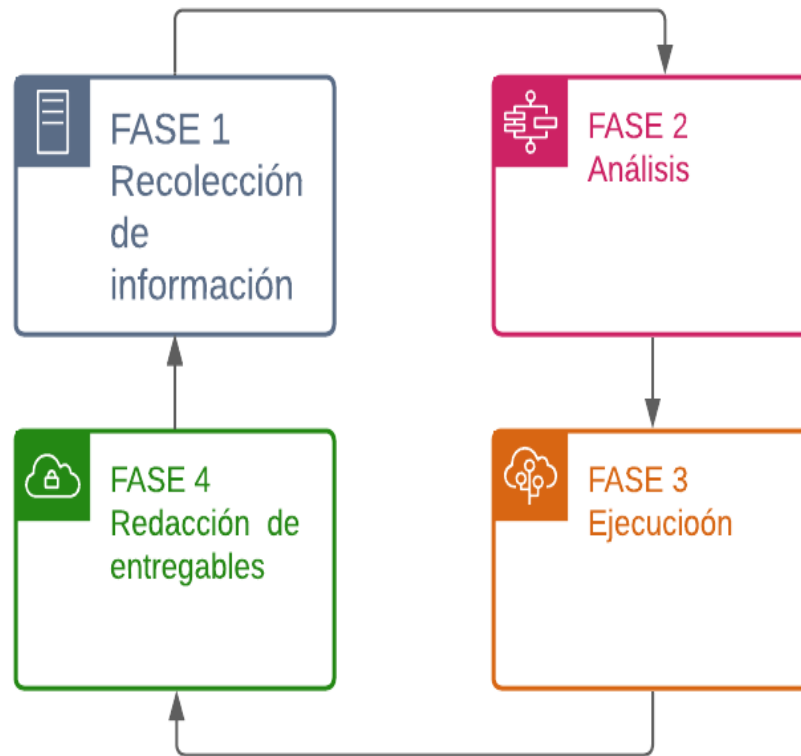 FASE 1
Recolección
de
información
FASE 2
Análisis
FASE 3
Ejecucioón
FASE 4
Redacción de
entregables